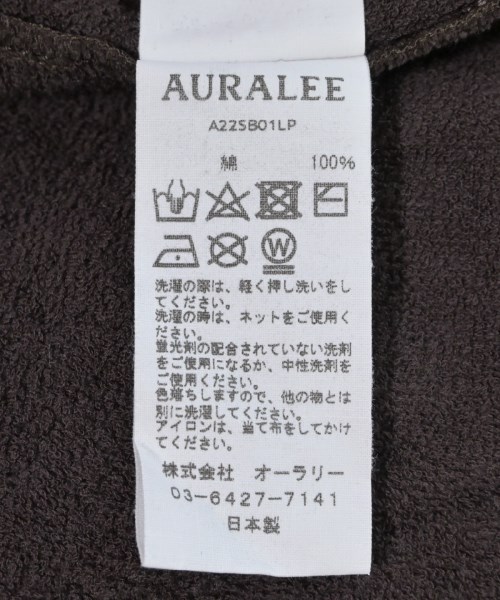 AURALEE
A22SB01LP
綿 100%
W
洗濯の際は、軽く押し洗いをし
てください。
洗濯の時は、ネットをご使用く
ださい。
蛍光剤の配合されていない洗剤
をご使用になるか、中性洗剤を
ご使用ください。
色落ちしますので、他の物とは
別に洗濯してください。
アイロンは、当て布をしてかけ
てください。
株式会社 オーラリー
03-6427-7141
日本製